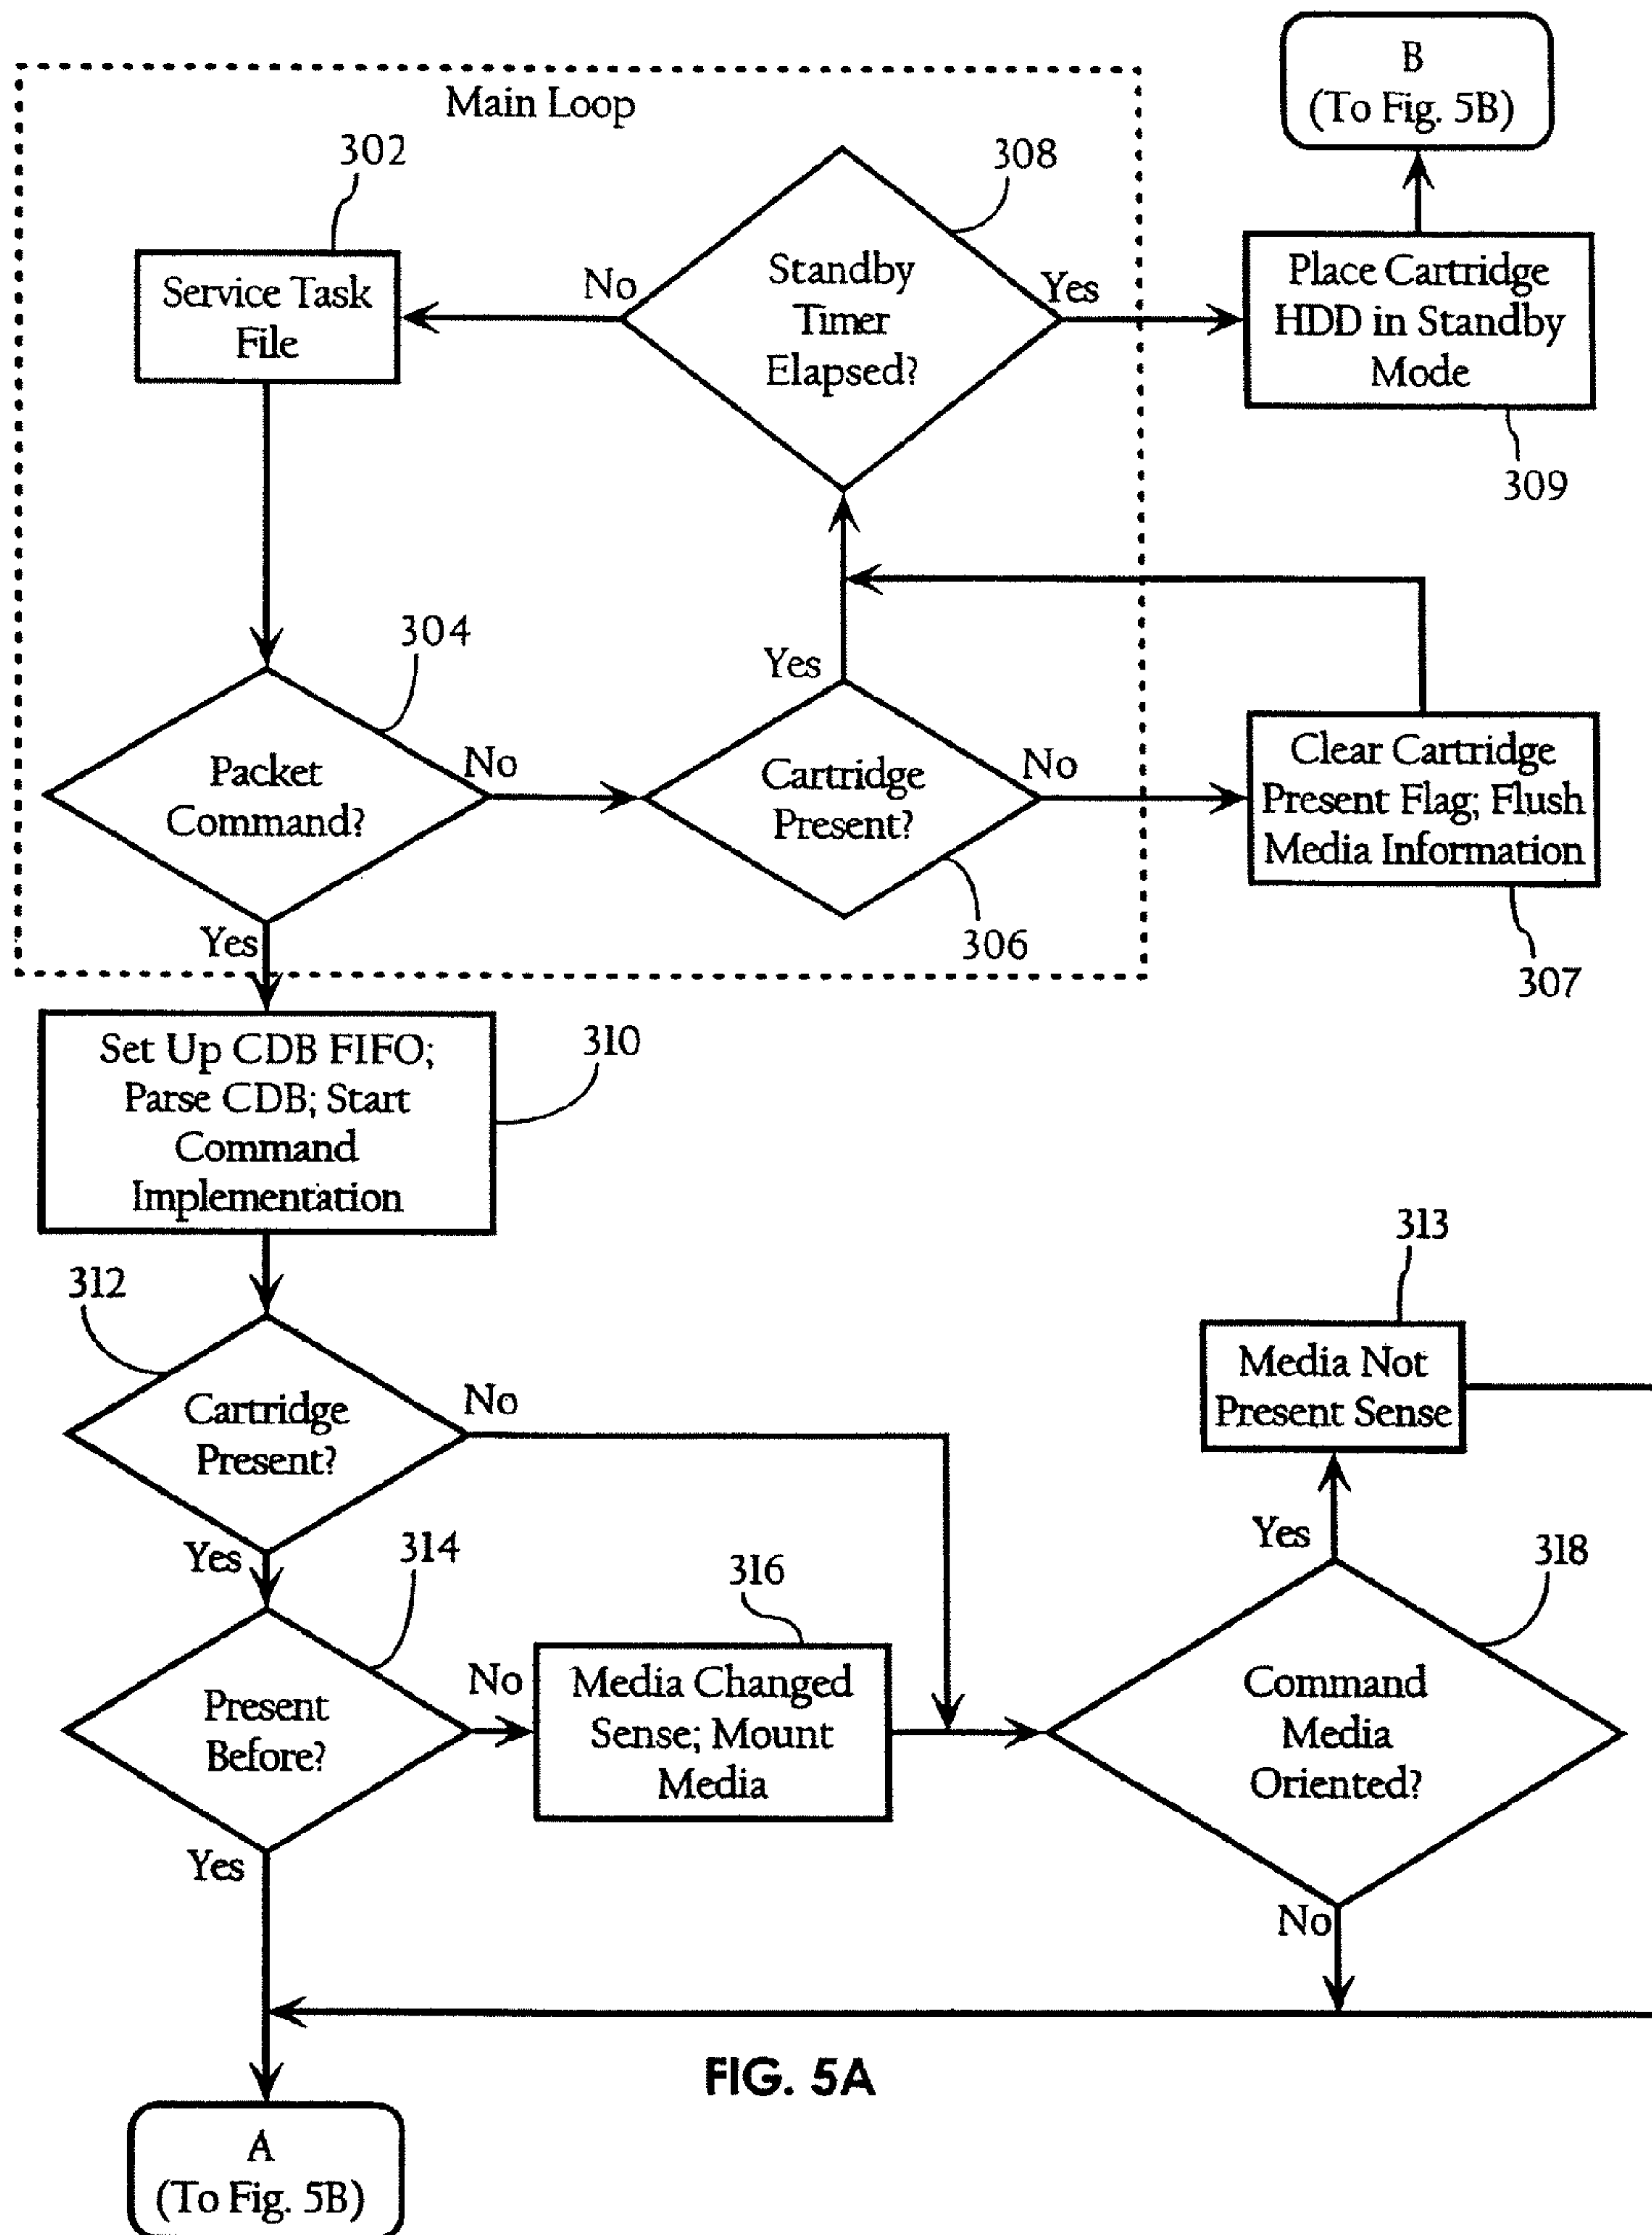 Main Loop
B
(To Fig. 5B)
302
308
Service Task
File
No
Standby
Timer
Elapsed?
Yes
Place Cartridge
HDD in Standby
Mode
309
304
Packet
Command?
No
Yes
Cartridge
Present?
No
306
Clear Cartridge
Present Flag; Flush
Media Information
307
Yes
Set Up CDB FIFO;
Parse CDB; Start
Command
Implementation
310
312
Cartridge
Present?
No
313
Media Not
Present Sense
Yes
314
Present
Before?
No
316
Media Changed
Sense; Mount
Media
Yes
318
Command
Media
Oriented?
Yes
No
FIG. 5A
A
(To Fig. 5B)